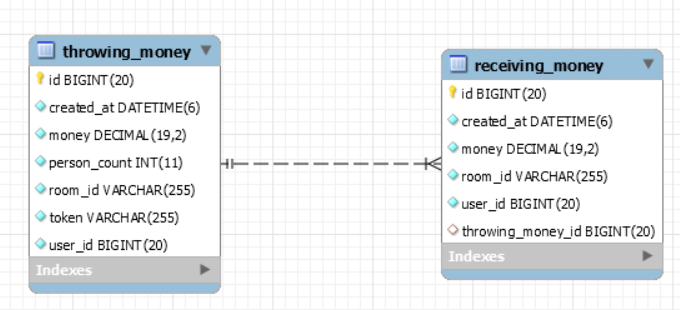 throwing_money
id BIGINT(20)
created_at DATETIME(6)
money DECIMAL(19,2)
person_count INT(11)
room_id VARCHAR(255)
token VARCHAR(255)
user_id BIGINT(20)
Indexes
receiving_money
id BIGINT(20)
created_at DATETIME(6)
money DECIMAL(19,2)
room_id VARCHAR(255)
user_id BIGINT(20)
throwing_money_id BIGINT(20)
Indexes